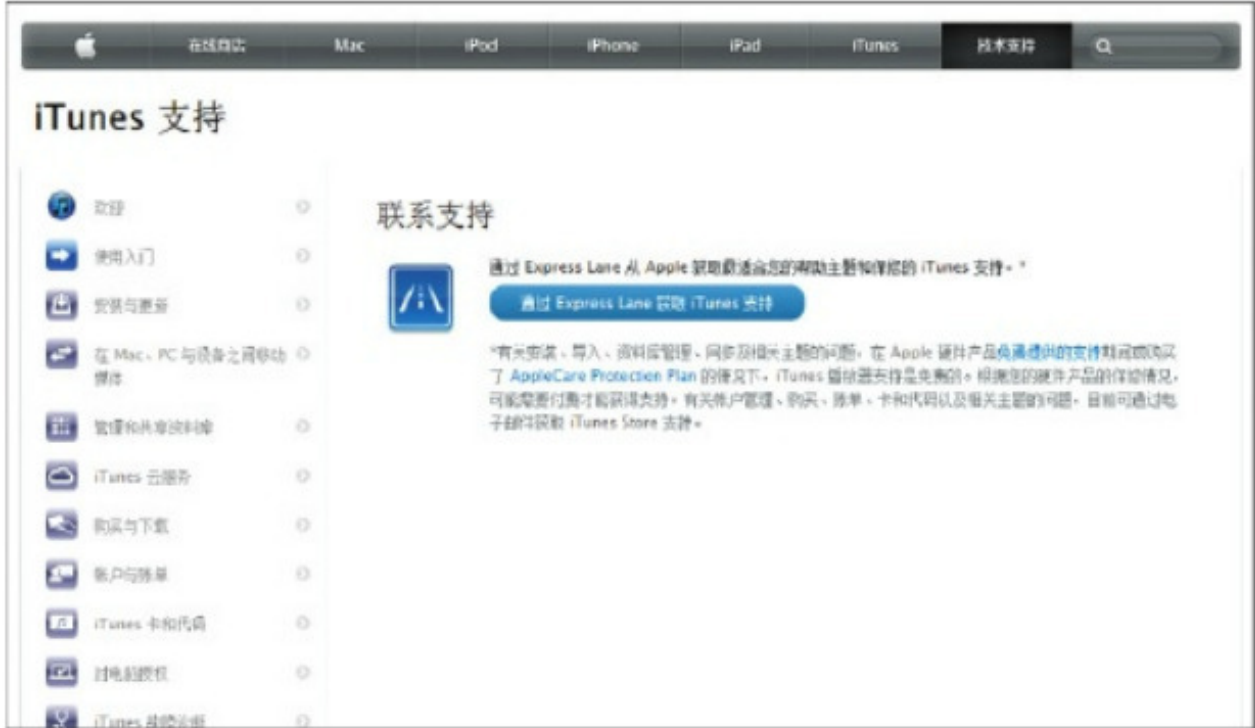 在线商店 Mac iPod iPhone iPad iTunes 技术支持
iTunes 支持
欢迎
使用入门
安装与更新
在 Mac、PC 与设备之间移动
媒体
管理和共享资料库
iTunes 云服务
购买与下载
帐户与账单
iTunes 卡和代码
对电脑授权
iTunes 故障诊断
联系支持
通过 Express Lane 从 Apple 获取最适合您的帮助主题和保修的 iTunes 支持。*
通过 Express Lane 获取 iTunes 支持
*有关安装、导入、资料库管理、同步及相关主题的问题，在 Apple 硬件产品免费提供的支持期间或购买
了 AppleCare Protection Plan 的情况下，iTunes 播放器支持是免费的。根据您的硬件产品的保修情况，
可能需要付费才能获得支持。有关帐户管理、购买、账单、卡和代码以及相关主题的问题，目前可通过电
子邮件获取 iTunes Store 支持。